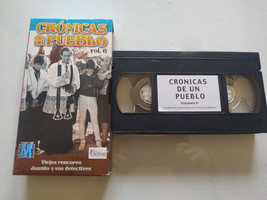 CRÓNICAS
DE UN
PUEBLO
vol. 6
Viejos rencores
Juanito y sus detectives
CRONICAS
DE UN
PUEBLO
Volumen 6